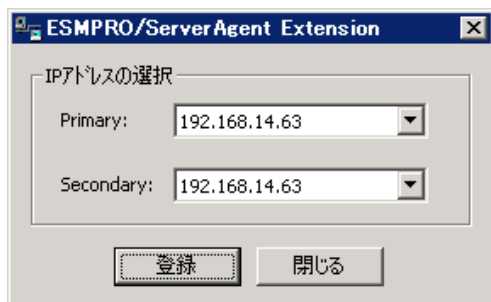 ESMPRO/ServerAgent Extension
IPｱﾄﾞﾚｽの選択
Primary: 192.168.14.63
Secondary: 192.168.14.63
登録 閉じる